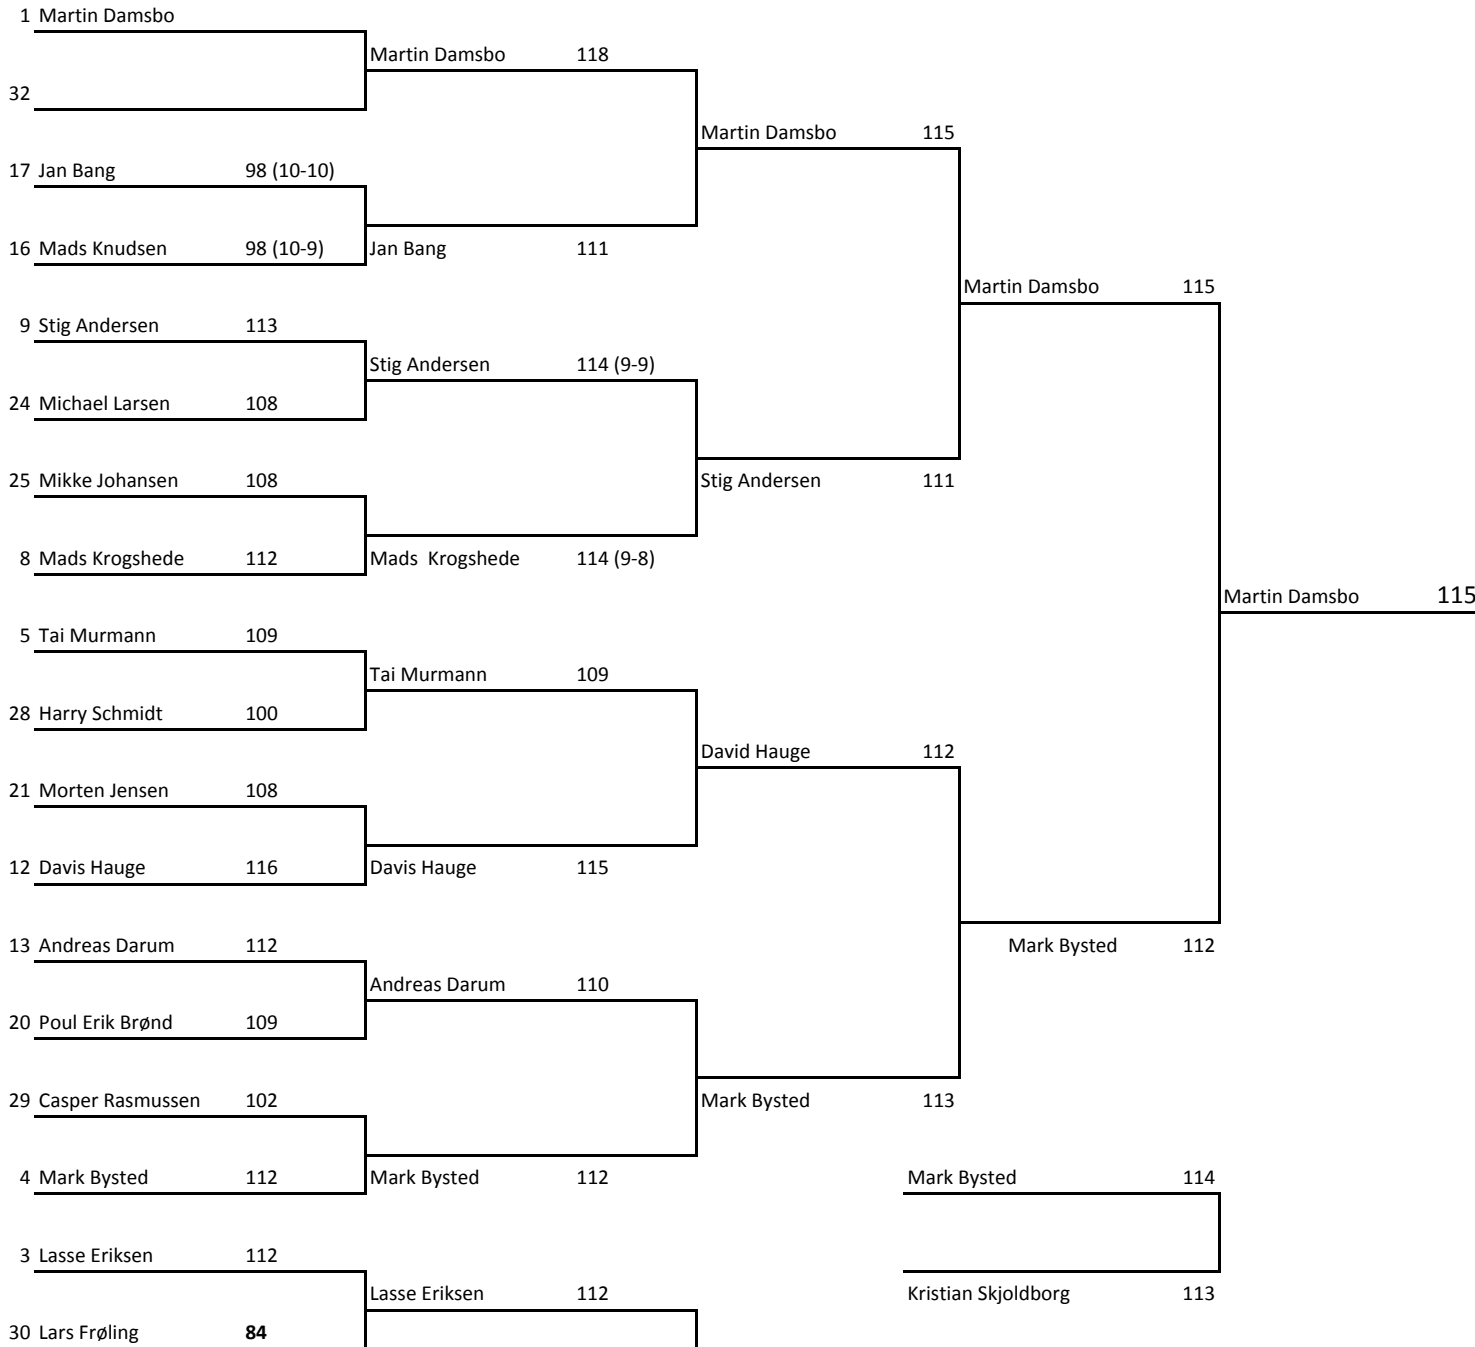 1 Martin Damsbo
Martin Damsbo 118
32
Martin Damsbo 115
17 Jan Bang 98 (10-10)
16 Mads Knudsen 98 (10-9) Jan Bang 111
Martin Damsbo 115
9 Stig Andersen 113
Stig Andersen 114 (9-9)
24 Michael Larsen 108
25 Mikke Johansen 108 Stig Andersen 111
8 Mads Krogshede 112 Mads Krogshede 114 (9-8)
Martin Damsbo 115
5 Tai Murmann 109
Tai Murmann 109
28 Harry Schmidt 100
David Hauge 112
21 Morten Jensen 108
12 Davis Hauge 116 Davis Hauge 115
13 Andreas Darum 112 Mark Bysted 112
Andreas Darum 110
20 Poul Erik Brønd 109
29 Casper Rasmussen 102 Mark Bysted 113
4 Mark Bysted 112 Mark Bysted 112 Mark Bysted 114
3 Lasse Eriksen 112
Lasse Eriksen 112 Kristian Skjoldborg 113
30 Lars Frøling 84